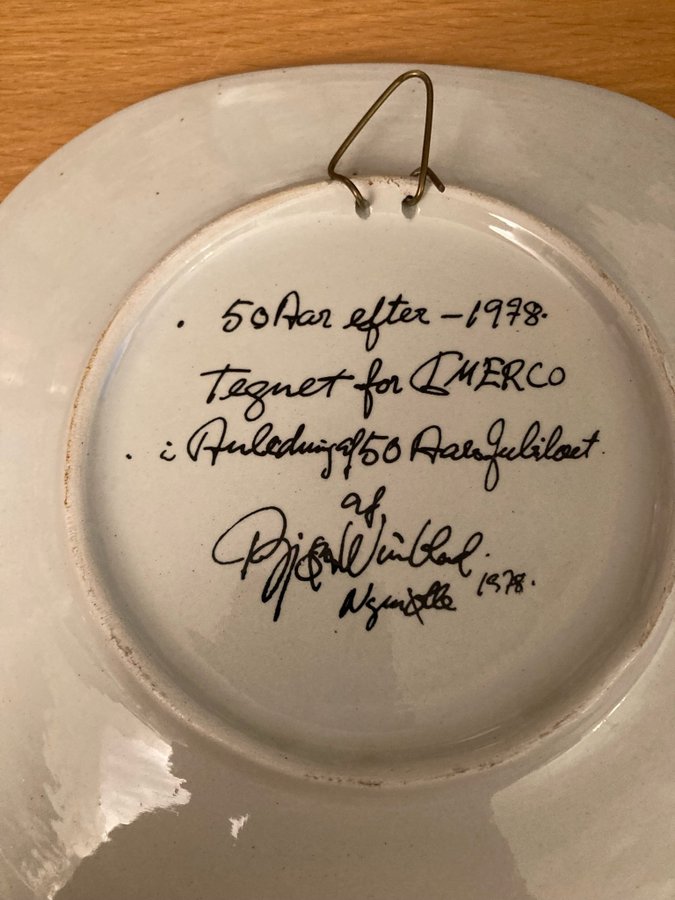 . 50 Aar efter – 1978.
Tegnet for IMERCO
. i Anledning af 50 Aars Jubilæet.
af
Bjørn Wiinblad.
Nymølle 1978.